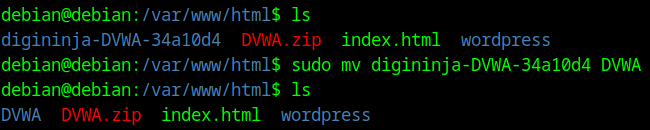 debian@debian:/var/www/html$ ls
digininja-DVWA-34a10d4  DVWA.zip  index.html  wordpress
debian@debian:/var/www/html$ sudo mv digininja-DVWA-34a10d4 DVWA
debian@debian:/var/www/html$ ls
DVWA  DVWA.zip  index.html  wordpress